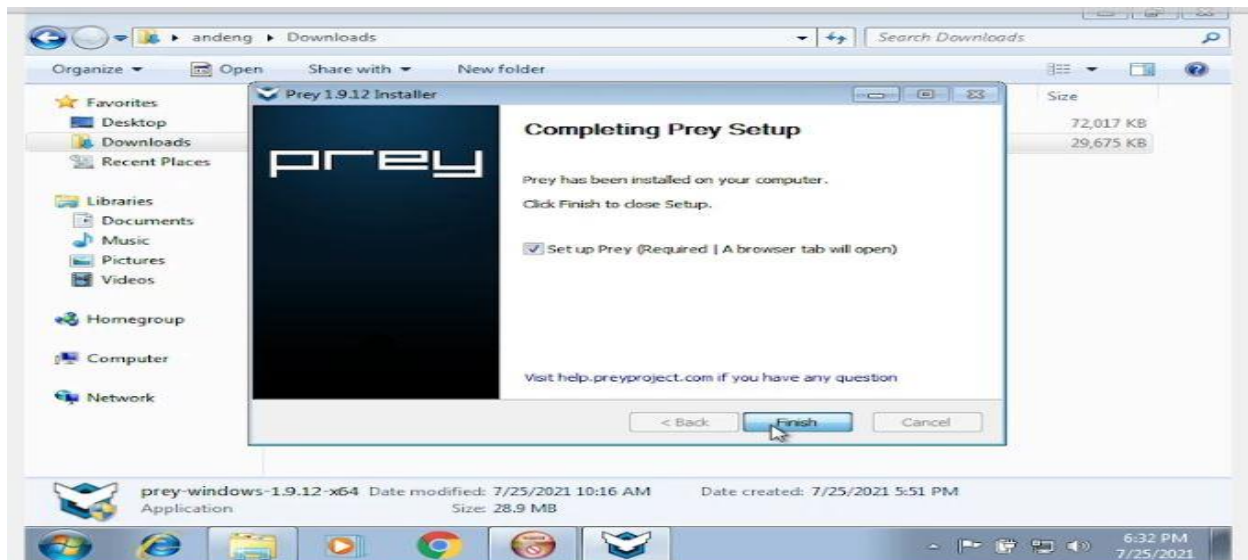 andeng ▸ Downloads
Search Downloads
Organize
Open
Share with
New folder
Favorites
Desktop
Downloads
Recent Places
Libraries
Documents
Music
Pictures
Videos
Homegroup
Computer
Network
Size
72,017 KB
29,675 KB
Prey 1.9.12 Installer
prey
Completing Prey Setup
Prey has been installed on your computer.
Click Finish to close Setup.
Set up Prey (Required | A browser tab will open)
Visit help.preyproject.com if you have any question
< Back
Finish
Cancel
prey-windows-1.9.12-x64 Date modified: 7/25/2021 10:16 AM Date created: 7/25/2021 5:51 PM
Application Size: 28.9 MB
6:32 PM
7/25/2021